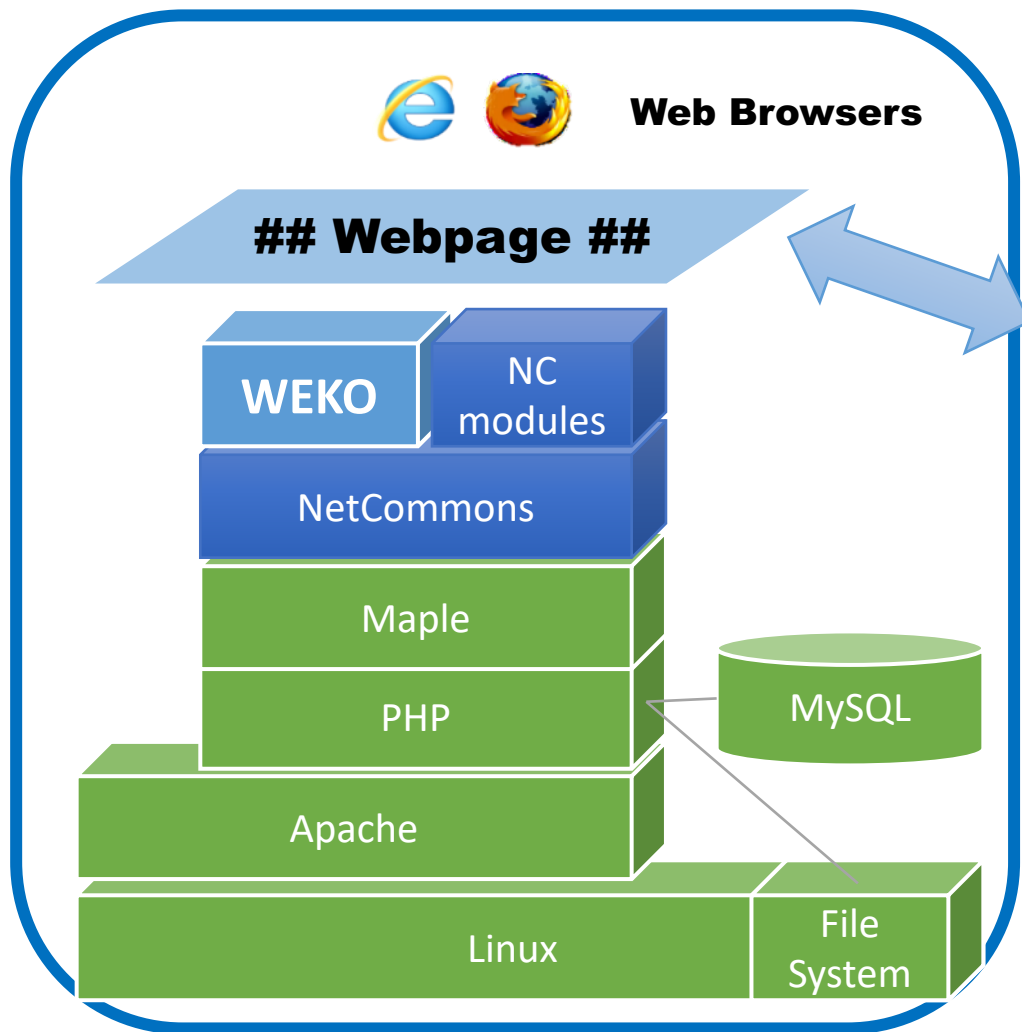 Web Browsers
## Webpage ##
WEKO
NC
modules
NetCommons
Maple
PHP
MySQL
Apache
Linux
File
System